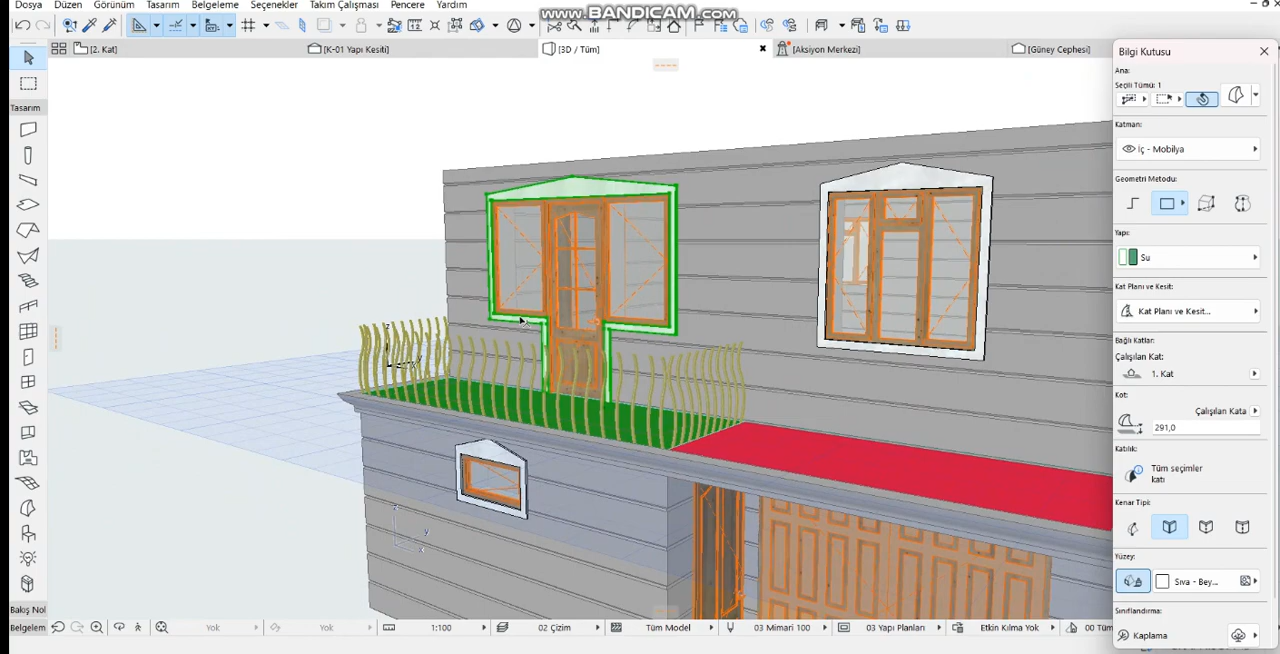 www.BANDICAM.com
Dosya Düzen Görünüm Tasarım Belgeleme Seçenekler Takım Çalışması Pencere Yardım
[2. Kat] [K-01 Yapı Kesiti] [3D / Tüm] [Aksiyon Merkezi] [Güney Cephesi]
Tasarım
Bilgi Kutusu
Ana:
Seçili Tümü: 1
Katman:
İç - Mobilya
Geometri Metodu:
Yapı:
Su
Kat Planı ve Kesit:
Kat Planı ve Kesit...
Bağlı Katlar:
Çalışılan Kat:
1. Kat
Kot:
Çalışılan Kata
291,0
Katılık:
Tüm seçimler
katı
Kenar Tipi:
Yüzey:
Sıva - Bey...
Sınıflandırma:
Kaplama
z
z
y
x
Bakış Nol
Belgelem
Yok Yok 1:100 02 Çizim Tüm Model 03 Mimari 100 03 Yapı Planları Etkin Kılma Yok 00 Tüm